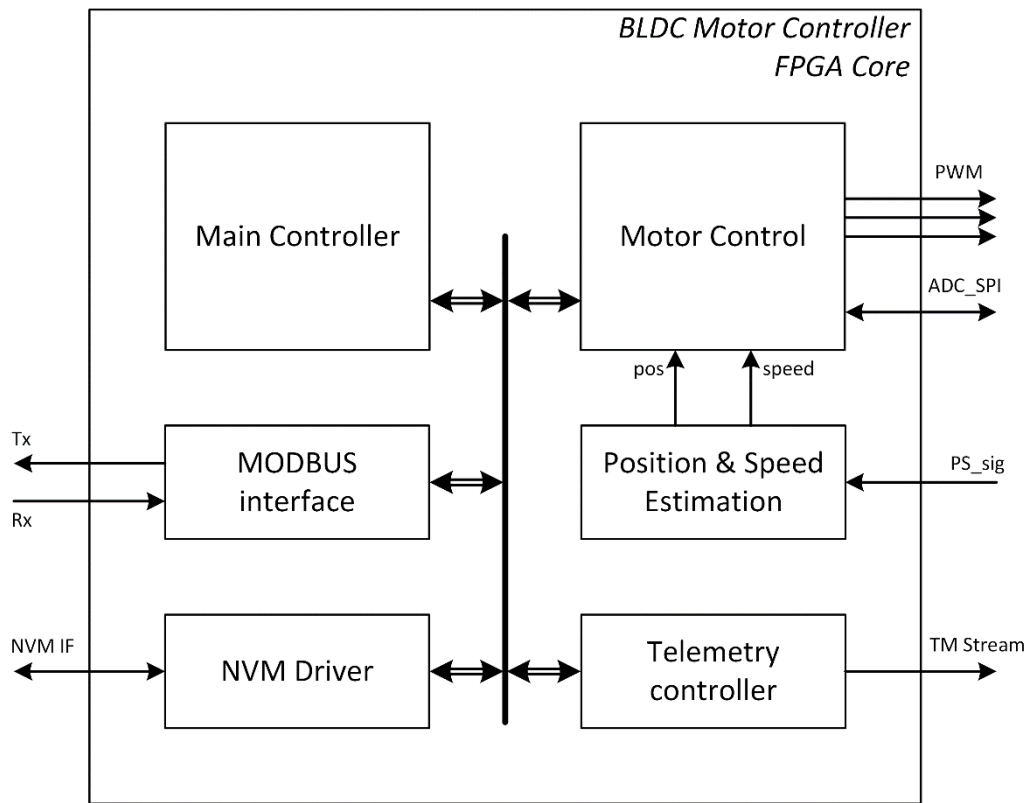 BLDC Motor Controller
FPGA Core
Main Controller
Motor Control
PWM
ADC_SPI
pos
speed
Tx
Rx
MODBUS
interface
Position & Speed
Estimation
PS_sig
NVM IF
NVM Driver
Telemetry
controller
TM Stream